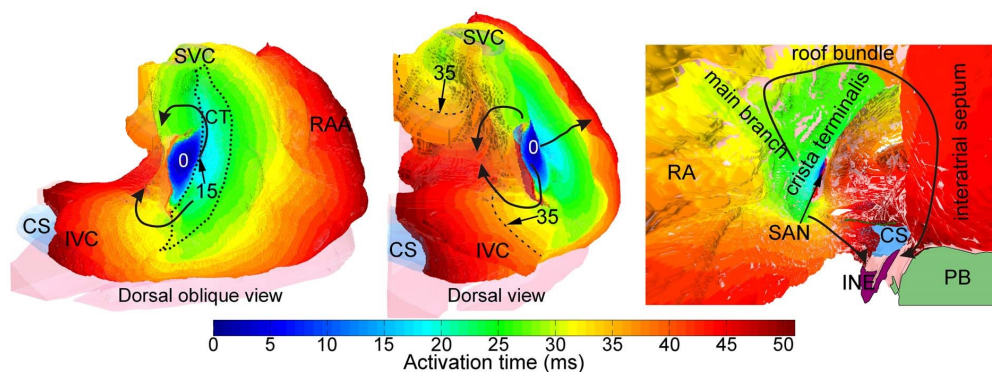 SVC
CT
RAA
0
15
CS
IVC
Dorsal oblique view
SVC
35
0
35
CS
IVC
Dorsal view
roof bundle
main branch
crista terminalis
interatrial septum
RA
SAN
CS
INE
PB
0 5 10 15 20 25 30 35 40 45 50
Activation time (ms)